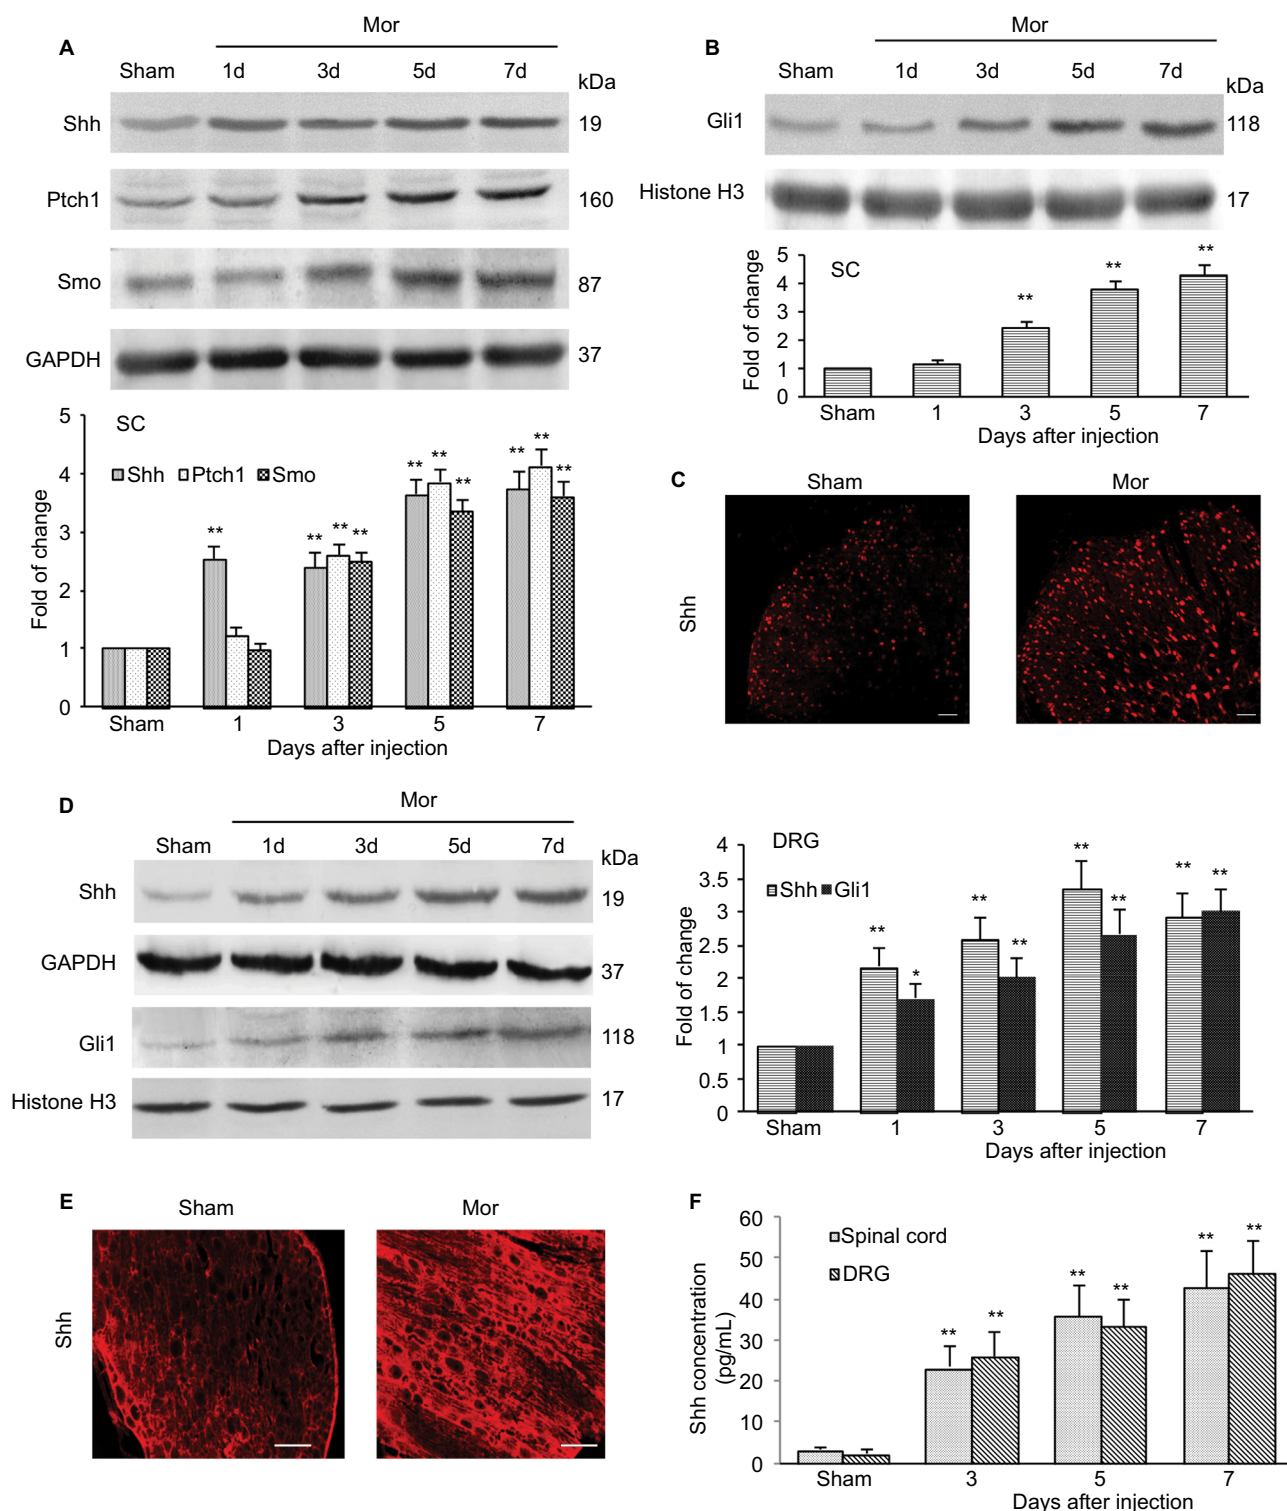 A
Mor
Sham 1d 3d 5d 7d
kDa
Shh 19
Ptch1 160
Smo 87
GAPDH 37
SC
Shh Ptch1 Smo
Fold of change
5
4
3
2
1
0
** ** ** ** ** ** ** ** ** **
Sham 1 3 5 7
Days after injection
B
Mor
Sham 1d 3d 5d 7d
kDa
Gli1 118
Histone H3 17
SC
Fold of change
5
4
3
2
1
0
** ** **
Sham 1 3 5 7
Days after injection
C
Sham Mor
Shh
D
Mor
Sham 1d 3d 5d 7d
kDa
Shh 19
GAPDH 37
Gli1 118
Histone H3 17
DRG
Shh Gli1
Fold of change
4
3.5
3
2.5
2
1.5
1
0.5
0
** * ** ** ** ** ** **
Sham 1 3 5 7
Days after injection
E
Sham Mor
Shh
F
Spinal cord
DRG
Shh concentration
(pg/mL)
60
50
40
30
20
10
0
** ** ** ** ** **
Sham 3 5 7
Days after injection